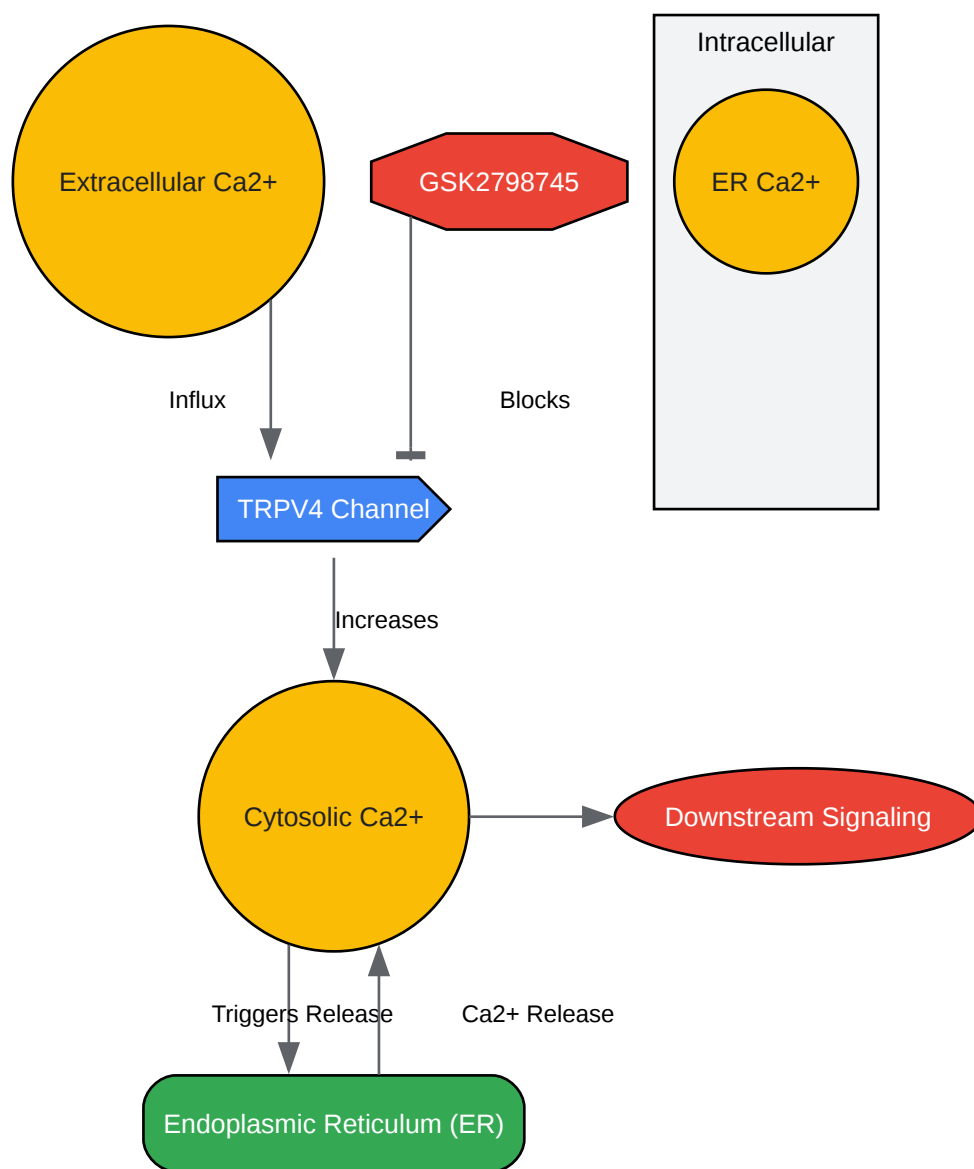 Intracellular
Extracellular Ca2+
GSK2798745
ER Ca2+
Influx
Blocks
TRPV4 Channel
Increases
Cytosolic Ca2+
Downstream Signaling
Triggers Release
Ca2+ Release
Endoplasmic Reticulum (ER)